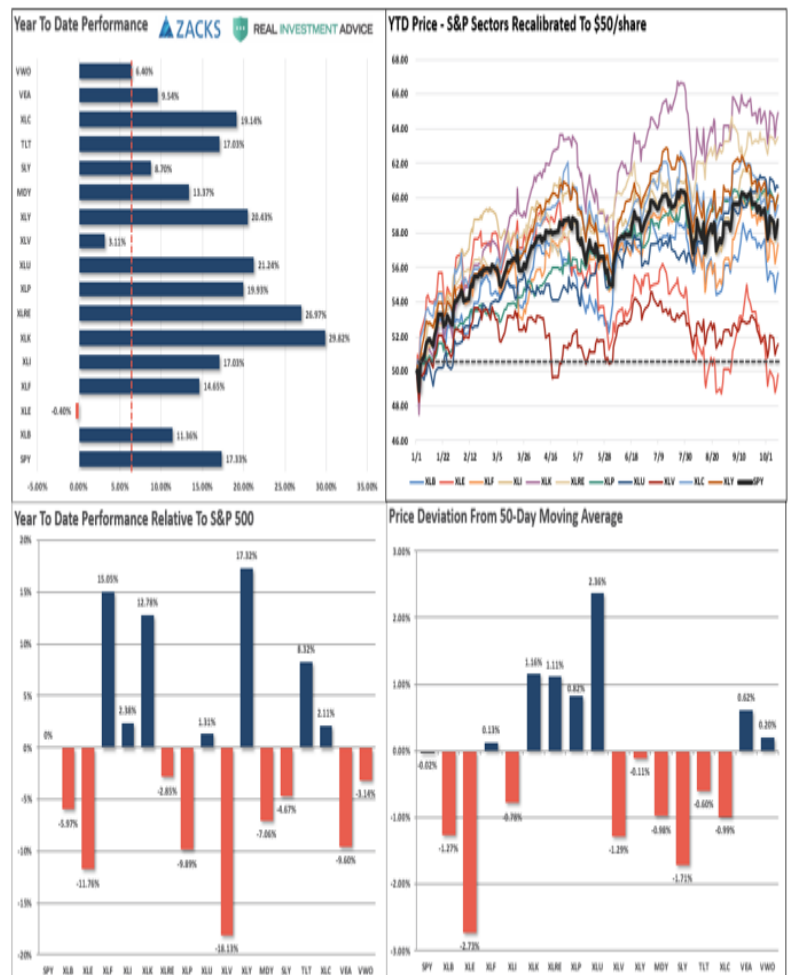 Year To Date Performance
ZACKS
REAL INVESTMENT ADVICE
VWO 6.40%
VEA 9.54%
XLC 19.14%
TLT 17.03%
SLY 8.70%
MDY 13.37%
XLY 20.43%
XLV 3.11%
XLU 21.24%
XLP 19.93%
XLRE 26.97%
XLK 29.82%
XLI 17.03%
XLF 14.65%
XLE -0.40%
XLB 11.36%
SPY 17.33%
-5.00% 0.00% 5.00% 10.00% 15.00% 20.00% 25.00% 30.00% 35.00%
YTD Price - S&P Sectors Recalibrated To $50/share
68.00
66.00
64.00
62.00
60.00
58.00
56.00
54.00
52.00
50.00
48.00
46.00
1/1 1/22 2/12 3/5 3/26 4/16 5/7 5/28 6/18 7/9 7/30 8/20 9/10 10/1
XLB XLE XLF XLI XLK XLRE XLP XLU XLV XLC XLY SPY
Year To Date Performance Relative To S&P 500
20%
15%
10%
5%
0%
-5%
-10%
-15%
-20%
0%
-5.97%
-11.76%
15.05%
2.38%
12.78%
-2.85%
-9.89%
1.31%
-18.13%
17.32%
-7.06%
-4.67%
8.32%
2.11%
-9.60%
-3.14%
SPY XLB XLE XLF XLI XLK XLRE XLP XLU XLV XLY MDY SLY TLT XLC VEA VWO
Price Deviation From 50-Day Moving Average
3.00%
2.00%
1.00%
0.00%
-1.00%
-2.00%
-3.00%
-0.02%
-1.27%
-2.73%
0.13%
-0.78%
1.16%
1.11%
0.82%
2.36%
-1.29%
-0.11%
-0.98%
-1.71%
-0.60%
-0.99%
0.62%
0.20%
SPY XLB XLE XLF XLI XLK XLRE XLP XLU XLV XLY MDY SLY TLT XLC VEA VWO